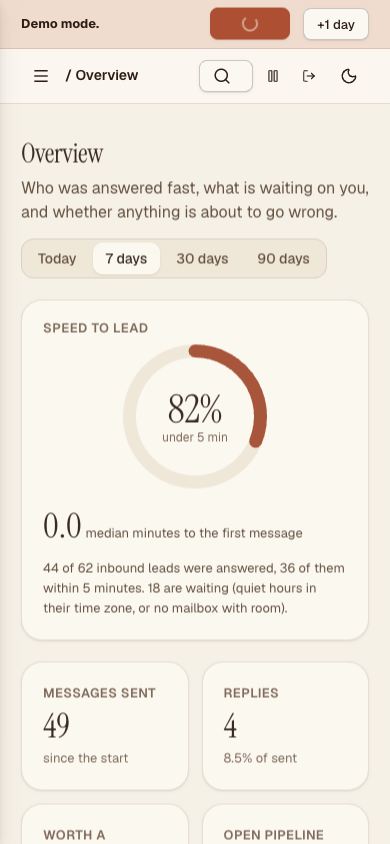 Demo mode.
+1 day
/ Overview
Overview
Who was answered fast, what is waiting on you,
and whether anything is about to go wrong.
Today 7 days 30 days 90 days
SPEED TO LEAD
82%
under 5 min
0.0 median minutes to the first message
44 of 62 inbound leads were answered, 36 of them
within 5 minutes. 18 are waiting (quiet hours in
their time zone, or no mailbox with room).
MESSAGES SENT
49
since the start
REPLIES
4
8.5% of sent
WORTH A
OPEN PIPELINE